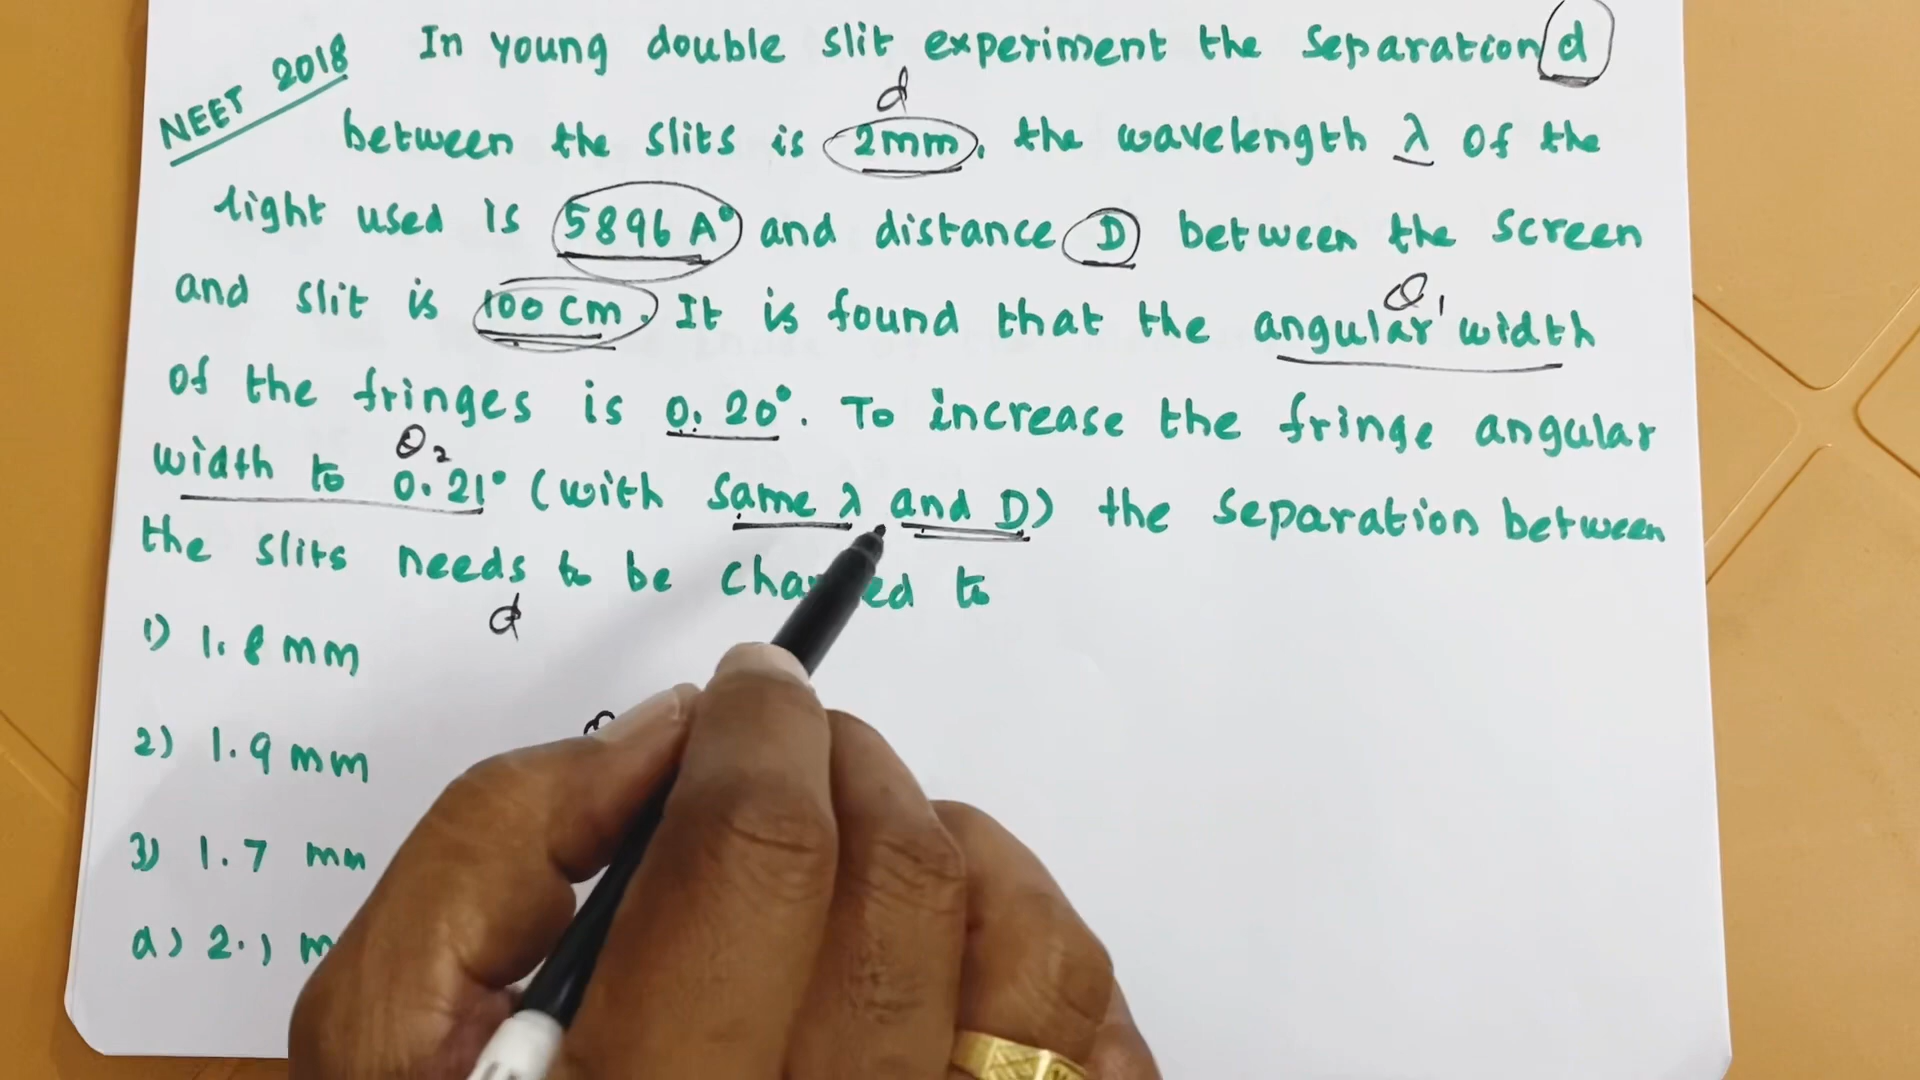 NEET 2018
In young double slit experiment the separation d
d
between the slits is 2mm. the wavelength λ of the
light used is 5896 A° and distance D between the screen
θ1
and slit is 100 cm. It is found that the angular width
of the fringes is 0.20°. To increase the fringe angular
θ2
width to 0.21° (with same λ and D) the separation between
the slits needs to be to
d
1) 1.8 mm
2) 1.9 mm
3) 1.7 mm
2.1